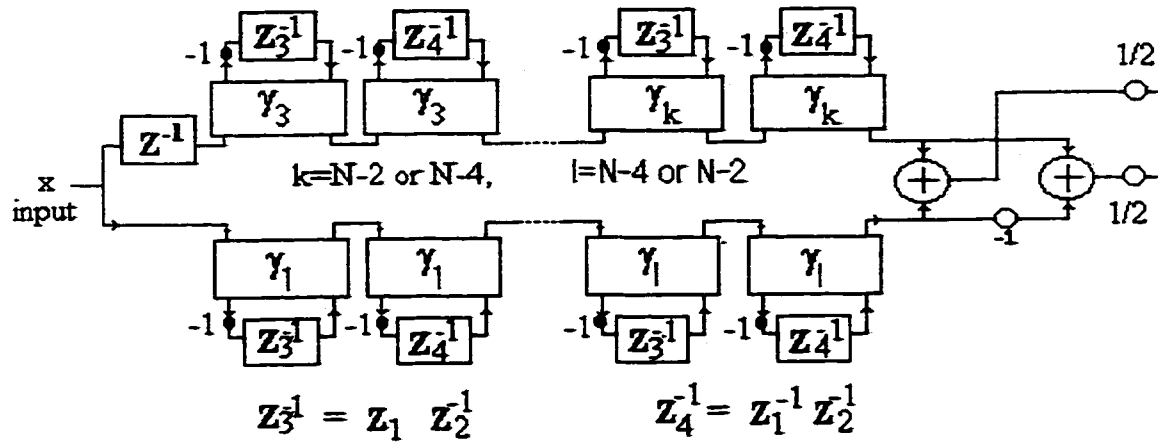 -1 Z₃⁻¹ -1 Z₄⁻¹ -1 Z₃⁻¹ -1 Z₄⁻¹
1/2
γ₃ γ₃ γₖ γₖ
Z⁻¹
x
input
k=N-2 or N-4, l=N-4 or N-2
+ +
1/2
-1
γ₁ γ₁ γₗ γₗ
-1 Z₃⁻¹ -1 Z₄⁻¹ -1 Z₃⁻¹ -1 Z₄⁻¹
Z₃⁻¹ = Z₁ Z₂⁻¹ Z₄⁻¹ = Z₁⁻¹ Z₂⁻¹